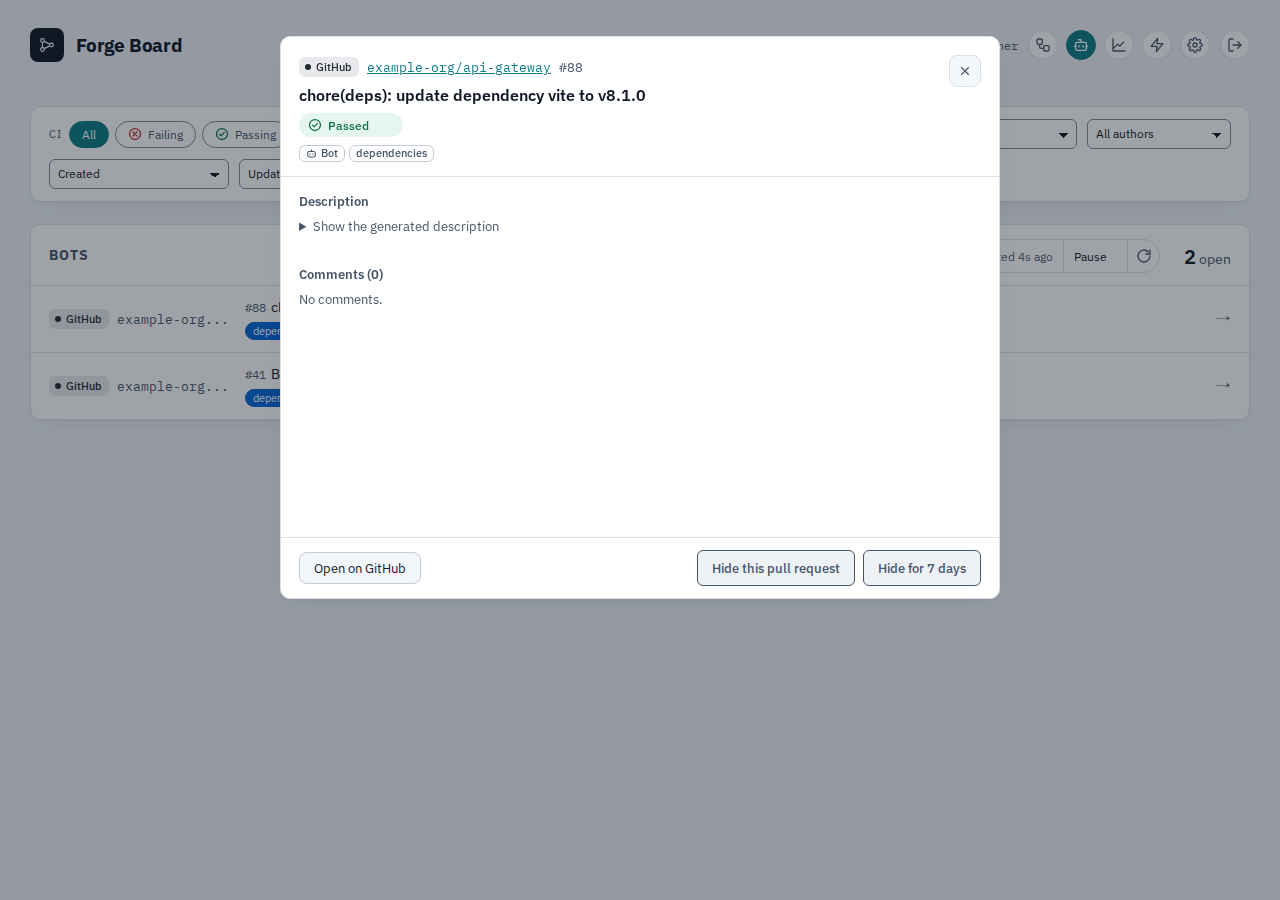 Forge Board
GitHub example-org/api-gateway #88
chore(deps): update dependency vite to v8.1.0
Passed
Bot dependencies
Description
Show the generated description
Comments (0)
No comments.
Open on GitHub
Hide this pull request
Hide for 7 days
CI All Failing Passing
All authors
Created
BOTS
4s ago
Pause
2 open
GitHub example-org... #88
GitHub example-org... #41